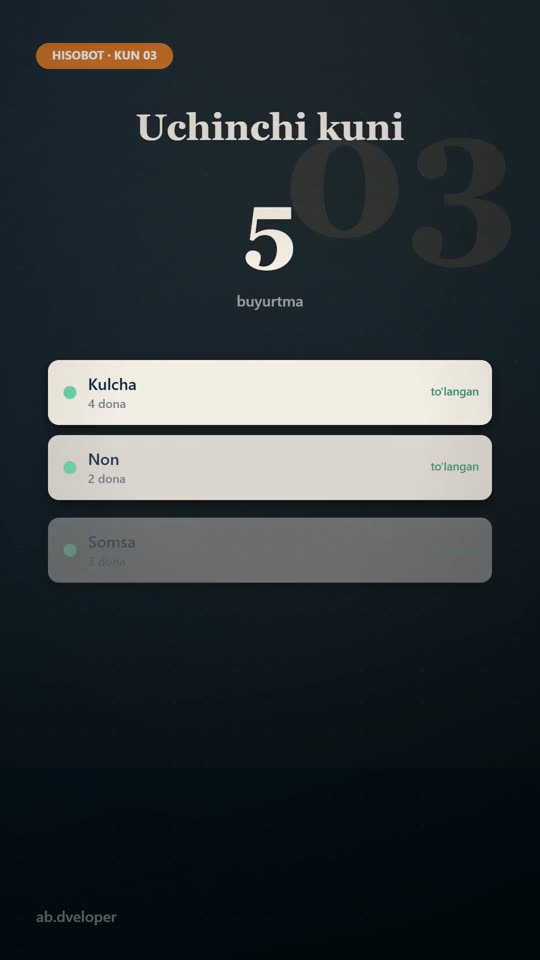 HISOBOT · KUN 03
Uchinchi kuni
03
5
buyurtma
Kulcha
4 dona
to'langan
Non
2 dona
to'langan
Somsa
3 dona
ab.dveloper